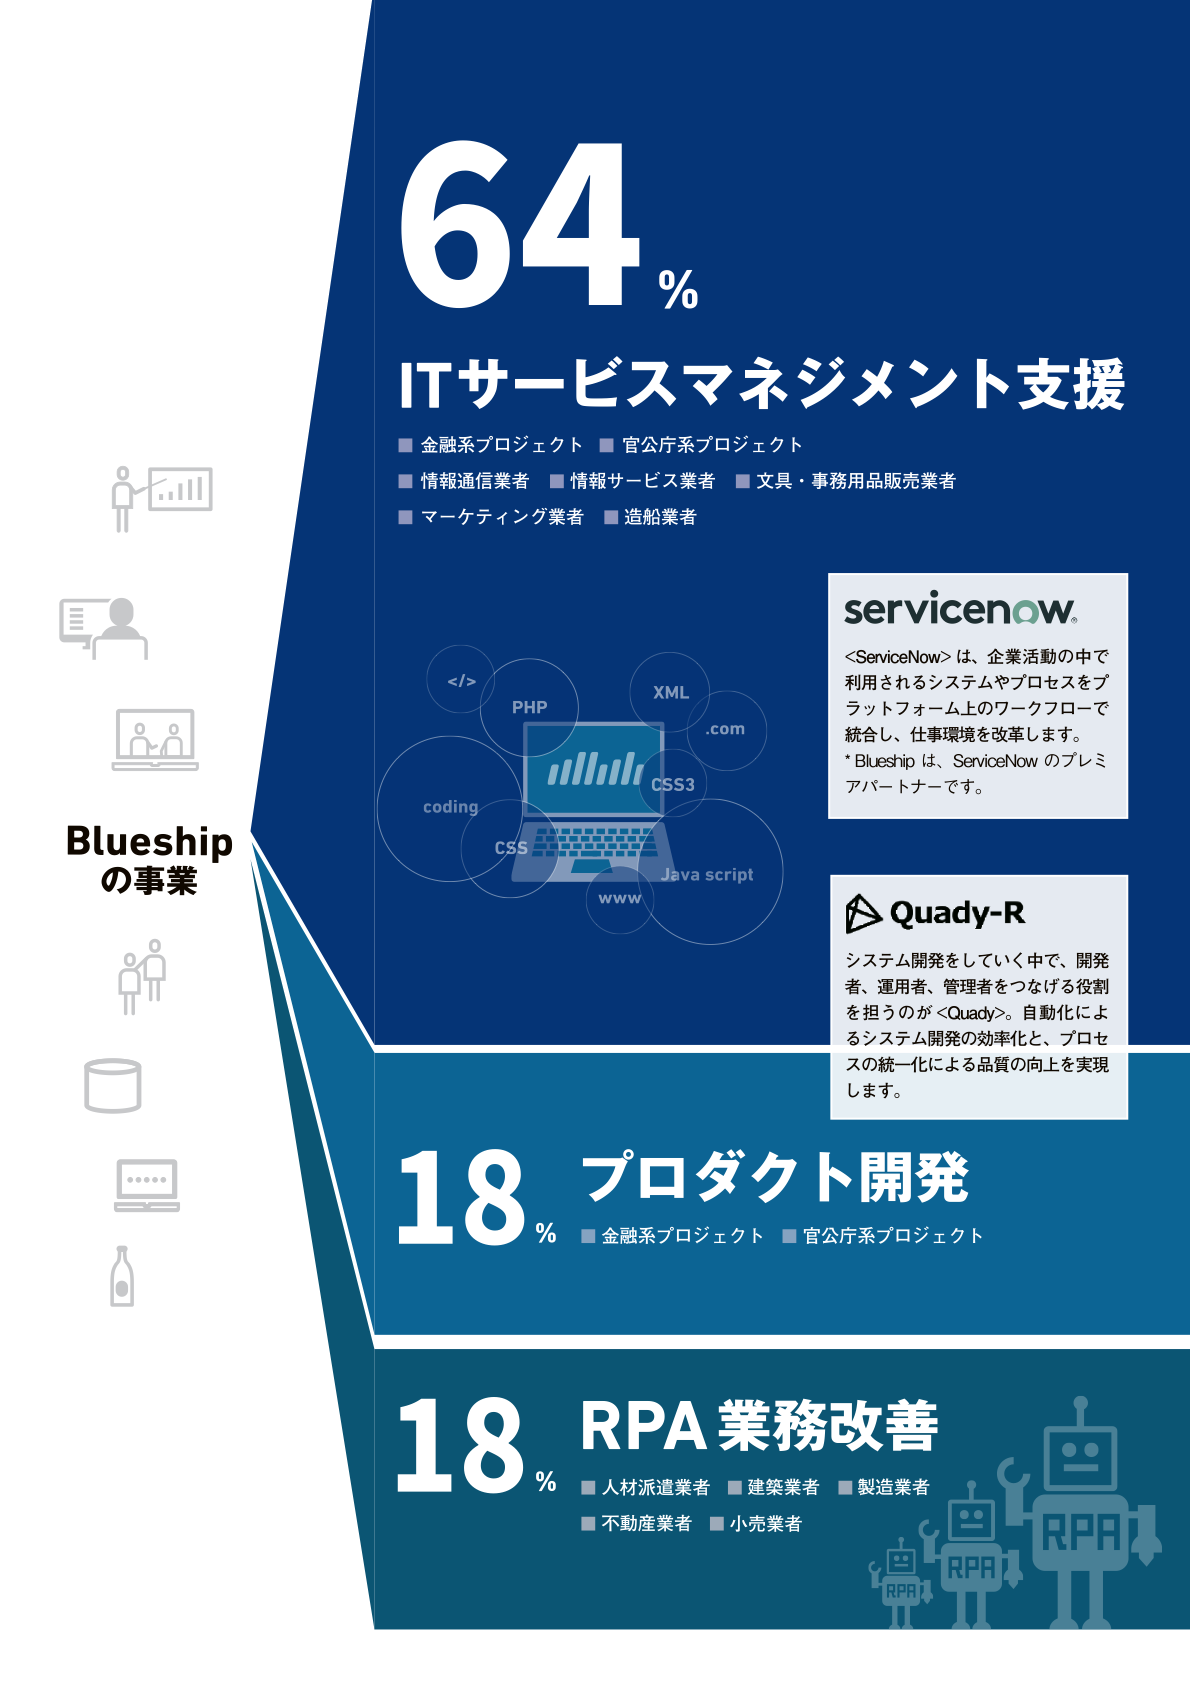 64%
ITサービスマネジメント支援
■ 金融系プロジェクト ■ 官公庁系プロジェクト
■ 情報通信業者 ■ 情報サービス業者 ■ 文具・事務用品販売業者
■ マーケティング業者 ■ 造船業者
servicenow®
<ServiceNow> は、企業活動の中で
利用されるシステムやプロセスをプ
ラットフォーム上のワークフローで
統合し、仕事環境を改革します。
* Blueship は、ServiceNow のプレミ
アパートナーです。
</>
PHP
XML
.com
CSS3
coding
CSS
Java script
www
Blueship
の事業
Quady-R
システム開発をしていく中で、開発
者、運用者、管理者をつなげる役割
を担うのが <Quady>。自動化によ
るシステム開発の効率化と、プロセ
スの統一化による品質の向上を実現
します。
18% プロダクト開発
■ 金融系プロジェクト ■ 官公庁系プロジェクト
18% RPA 業務改善
■ 人材派遣業者 ■ 建築業者 ■ 製造業者
■ 不動産業者 ■ 小売業者
RPA
RPA
RPA